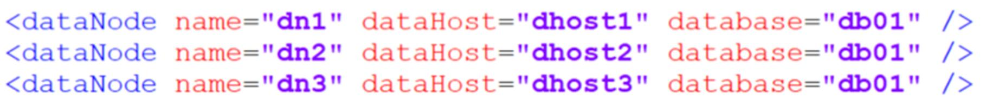 <dataNode name="dn1" dataHost="dhost1" database="db01" />
<dataNode name="dn2" dataHost="dhost2" database="db01" />
<dataNode name="dn3" dataHost="dhost3" database="db01" />